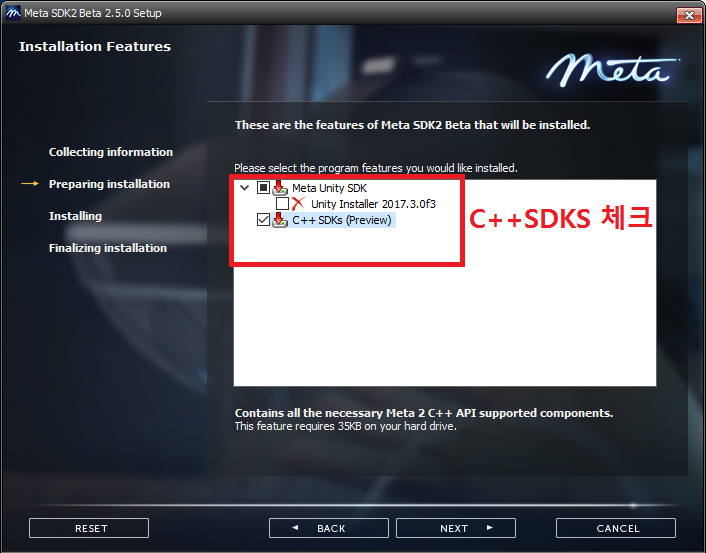 Meta SDK2 Beta 2.5.0 Setup
Installation Features
meta
These are the features of Meta SDK2 Beta that will be installed.
Collecting information
Preparing installation
Installing
Finalizing installation
Please select the program features you would like installed.
Meta Unity SDK
Unity Installer 2017.3.0f3
C++ SDKs (Preview)
C++SDKS 체크
Contains all the necessary Meta 2 C++ API supported components.
This feature requires 35KB on your hard drive.
RESET
BACK
NEXT
CANCEL